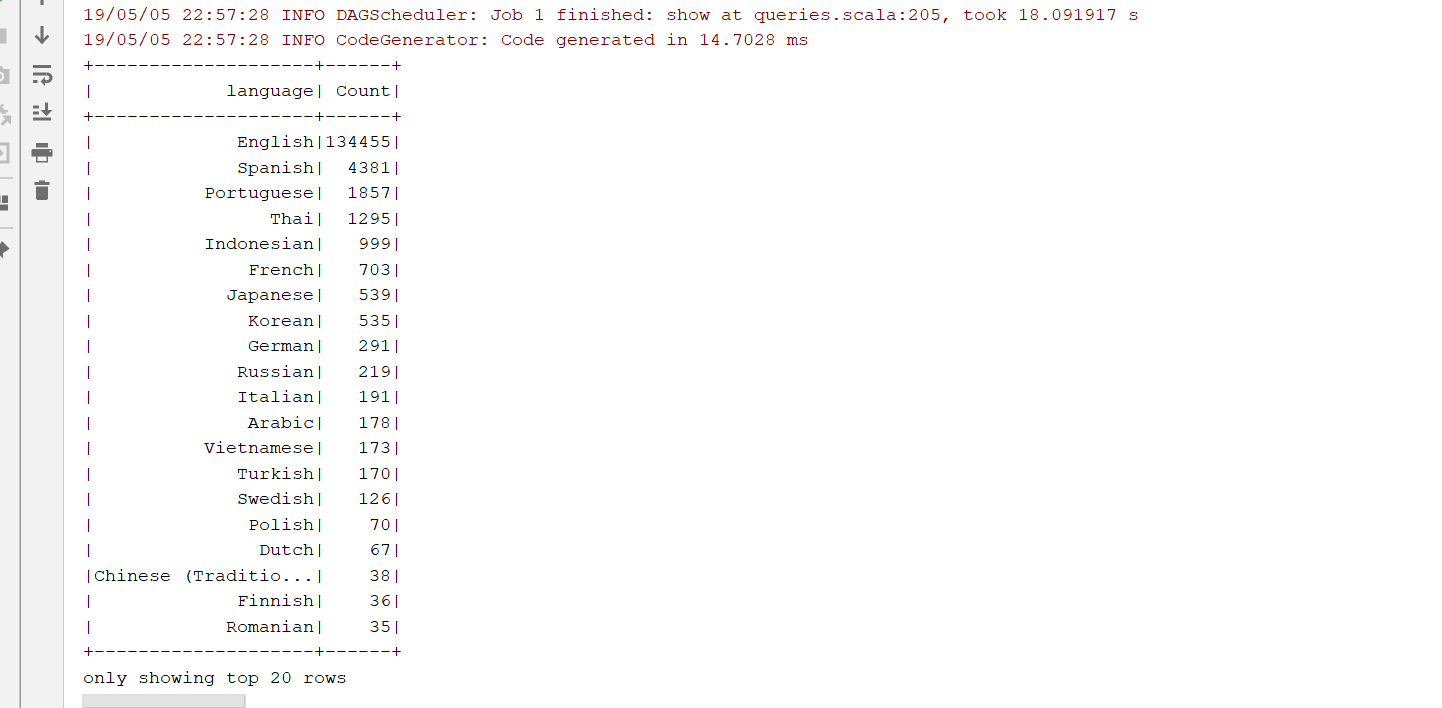 19/05/05 22:57:28 INFO DAGScheduler: Job 1 finished: show at queries.scala:205, took 18.091917 s
19/05/05 22:57:28 INFO CodeGenerator: Code generated in 14.7028 ms
+--------------------+------+
|            language| Count|
+--------------------+------+
|             English|134455|
|             Spanish|  4381|
|          Portuguese|  1857|
|                Thai|  1295|
|          Indonesian|   999|
|              French|   703|
|            Japanese|   539|
|              Korean|   535|
|              German|   291|
|             Russian|   219|
|             Italian|   191|
|              Arabic|   178|
|          Vietnamese|   173|
|             Turkish|   170|
|             Swedish|   126|
|              Polish|    70|
|               Dutch|    67|
|Chinese (Traditio...|    38|
|             Finnish|    36|
|            Romanian|    35|
+--------------------+------+
only showing top 20 rows